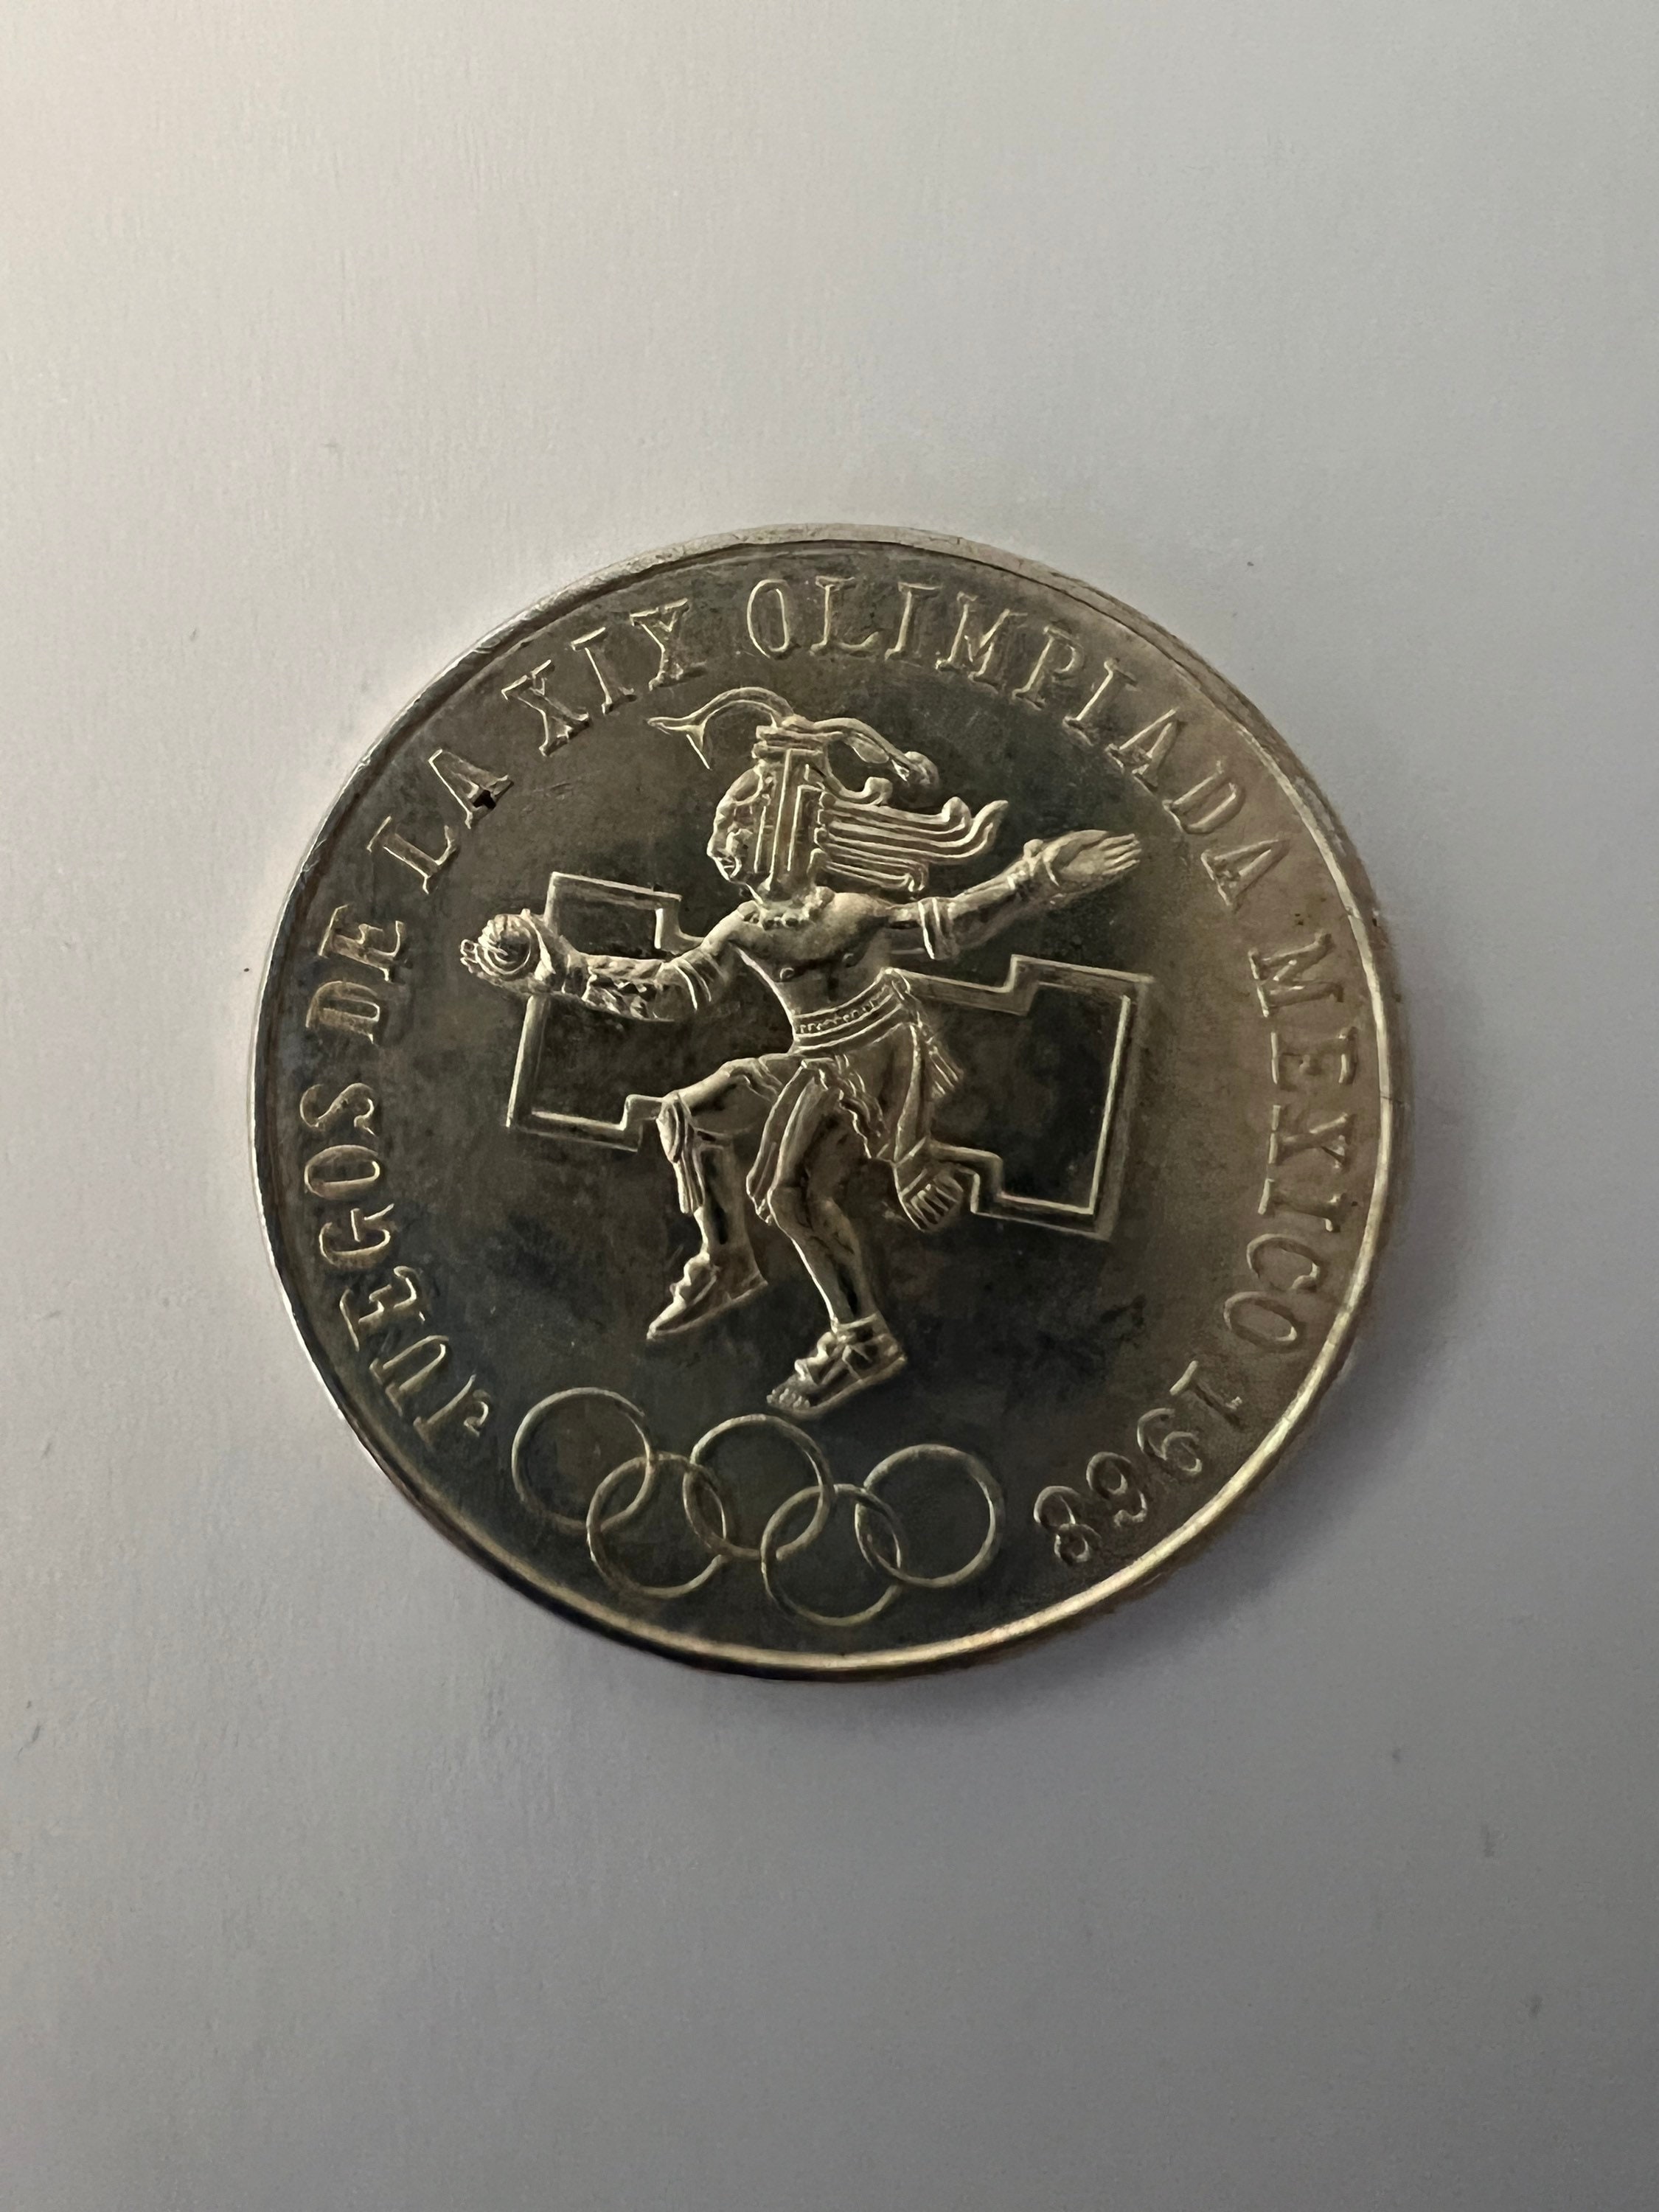 JUEGOS DE LA XIX OLIMPIADA MEXICO 1968